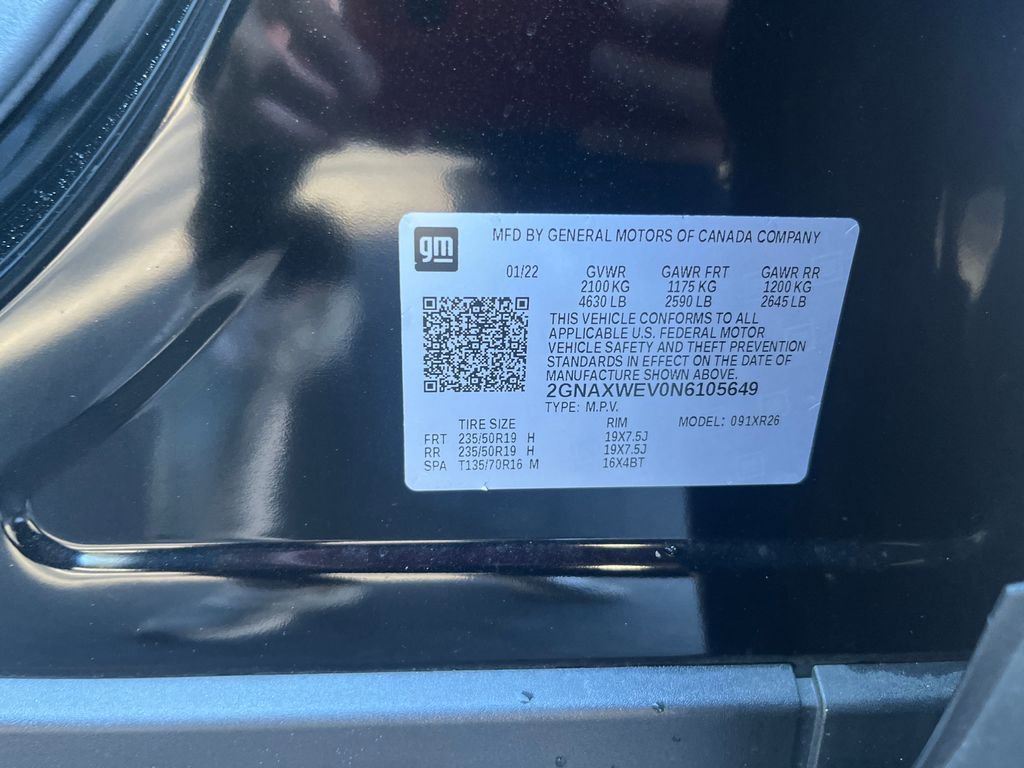 gm
MFD BY GENERAL MOTORS OF CANADA COMPANY
01/22 GVWR GAWR FRT GAWR RR
2100 KG 1175 KG 1200 KG
4630 LB 2590 LB 2645 LB
THIS VEHICLE CONFORMS TO ALL
APPLICABLE U.S. FEDERAL MOTOR
VEHICLE SAFETY AND THEFT PREVENTION
STANDARDS IN EFFECT ON THE DATE OF
MANUFACTURE SHOWN ABOVE.
2GNAXWEV0N6105649
TYPE: M.P.V.
TIRE SIZE RIM MODEL: 091XR26
FRT 235/50R19 H 19X7.5J
RR 235/50R19 H 19X7.5J
SPA T135/70R16 M 16X4BT